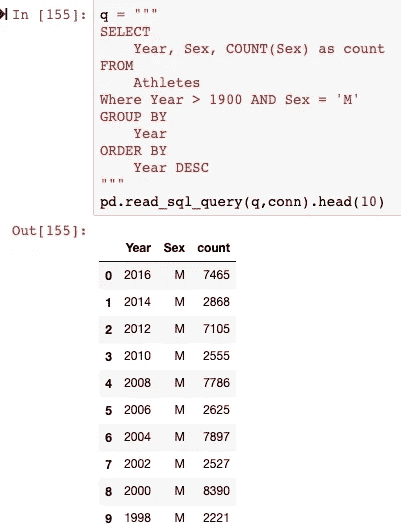 In [155]: q = """
SELECT
Year, Sex, COUNT(Sex) as count
FROM
Athletes
Where Year > 1900 AND Sex = 'M'
GROUP BY
Year
ORDER BY
Year DESC
"""
pd.read_sql_query(q,conn).head(10)
Out[155]:
Year Sex count
0 2016 M 7465
1 2014 M 2868
2 2012 M 7105
3 2010 M 2555
4 2008 M 7786
5 2006 M 2625
6 2004 M 7897
7 2002 M 2527
8 2000 M 8390
9 1998 M 2221